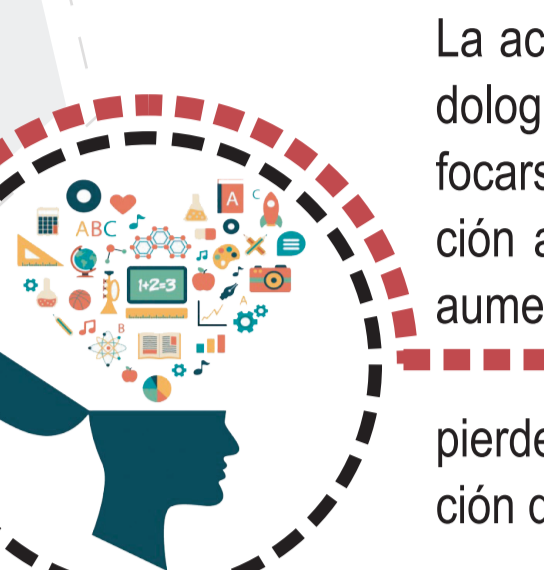 La ac
dolog
focars
ción a
aume
pierde
ción d
A
C
ABC
1+2=3
A
B